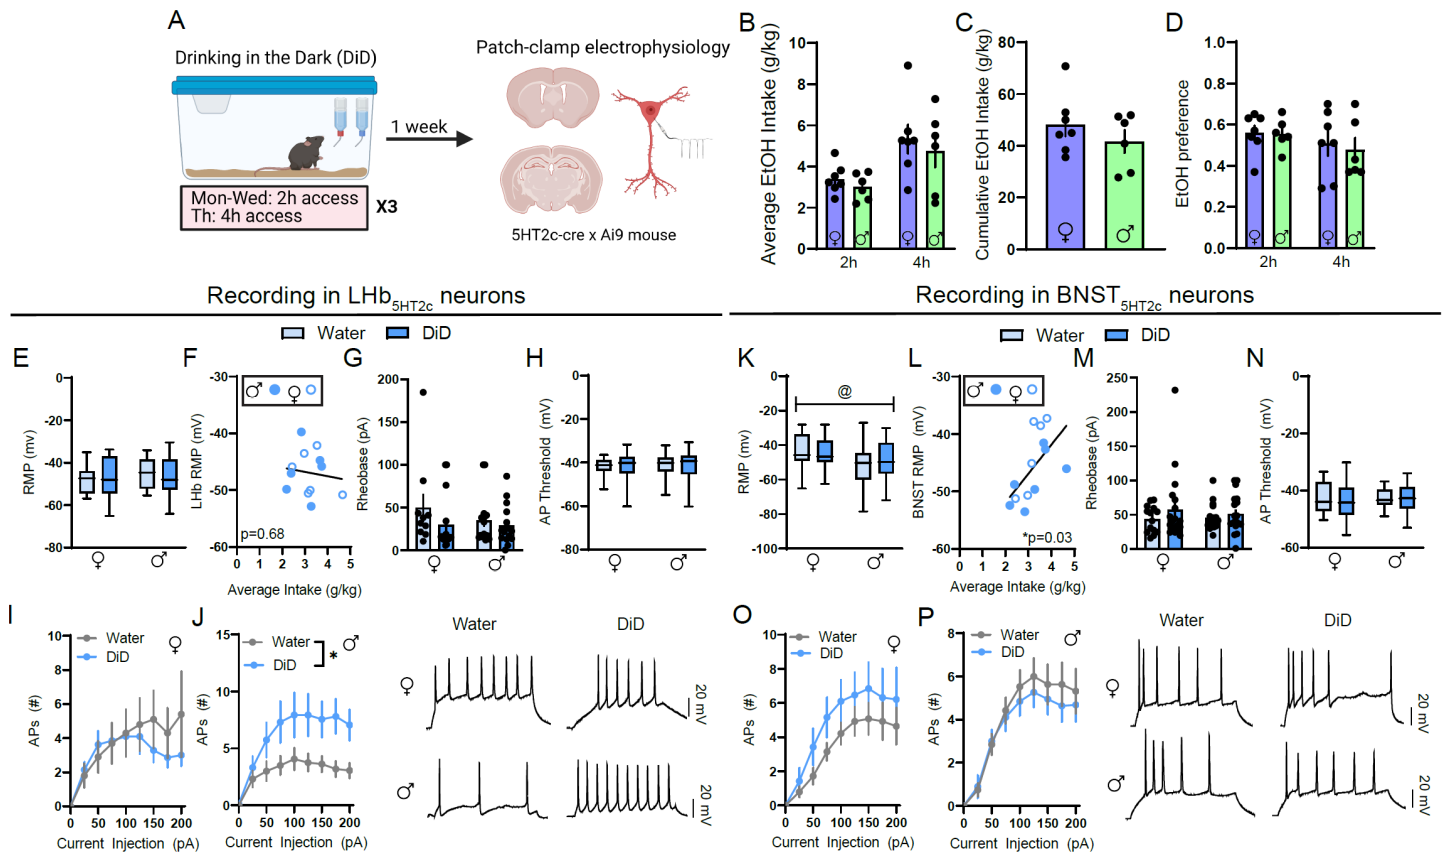 A
Drinking in the Dark (DiD)
Mon-Wed: 2h access
Th: 4h access
X3
1 week
Patch-clamp electrophysiology
5HT2c-cre x Ai9 mouse
B
Average EtOH Intake (g/kg)
10
8
6
4
2
0
♀ ♂ ♀ ♂
2h 4h
C
Cumulative EtOH Intake (g/kg)
80
60
40
20
0
♀ ♂
D
EtOH preference
1.0
0.8
0.6
0.4
0.2
0.0
♀ ♂ ♀ ♂
2h 4h
Recording in LHb5HT2c neurons
Water DiD
E
RMP (mv)
0
-20
-40
-60
-80
♀ ♂
F
LHb RMP (mV)
-30
-40
-50
-60
♂ ♀
p=0.68
0 1 2 3 4 5
Average Intake (g/kg)
G
Rheobase (pA)
200
150
100
50
0
♀ ♂
H
AP Threshold (mV)
0
-20
-40
-60
-80
♀ ♂
Recording in BNST5HT2c neurons
Water DiD
K
RMP (mV)
0
-20
-40
-60
-80
-100
@
♀ ♂
L
BNST RMP (mV)
-30
-40
-50
-60
♂ ♀
*p=0.03
0 1 2 3 4 5
Average Intake (g/kg)
M
Rheobase (pA)
250
200
150
100
50
0
♀ ♂
N
AP Threshold (mV)
0
-20
-40
-60
♀ ♂
I
APs (#)
10
8
6
4
2
0
Water
DiD
♀
0 50 100 150 200
Current Injection (pA)
J
APs (#)
15
10
5
0
Water
DiD
*
♂
0 50 100 150 200
Current Injection (pA)
Water DiD
♀
20 mV
♂
20 mV
O
APs (#)
10
8
6
4
2
0
Water
DiD
♀
0 50 100 150 200
Current Injection (pA)
P
APs (#)
8
6
4
2
0
Water
DiD
♂
0 50 100 150 200
Current Injection (pA)
Water DiD
♀
20 mV
♂
20 mV